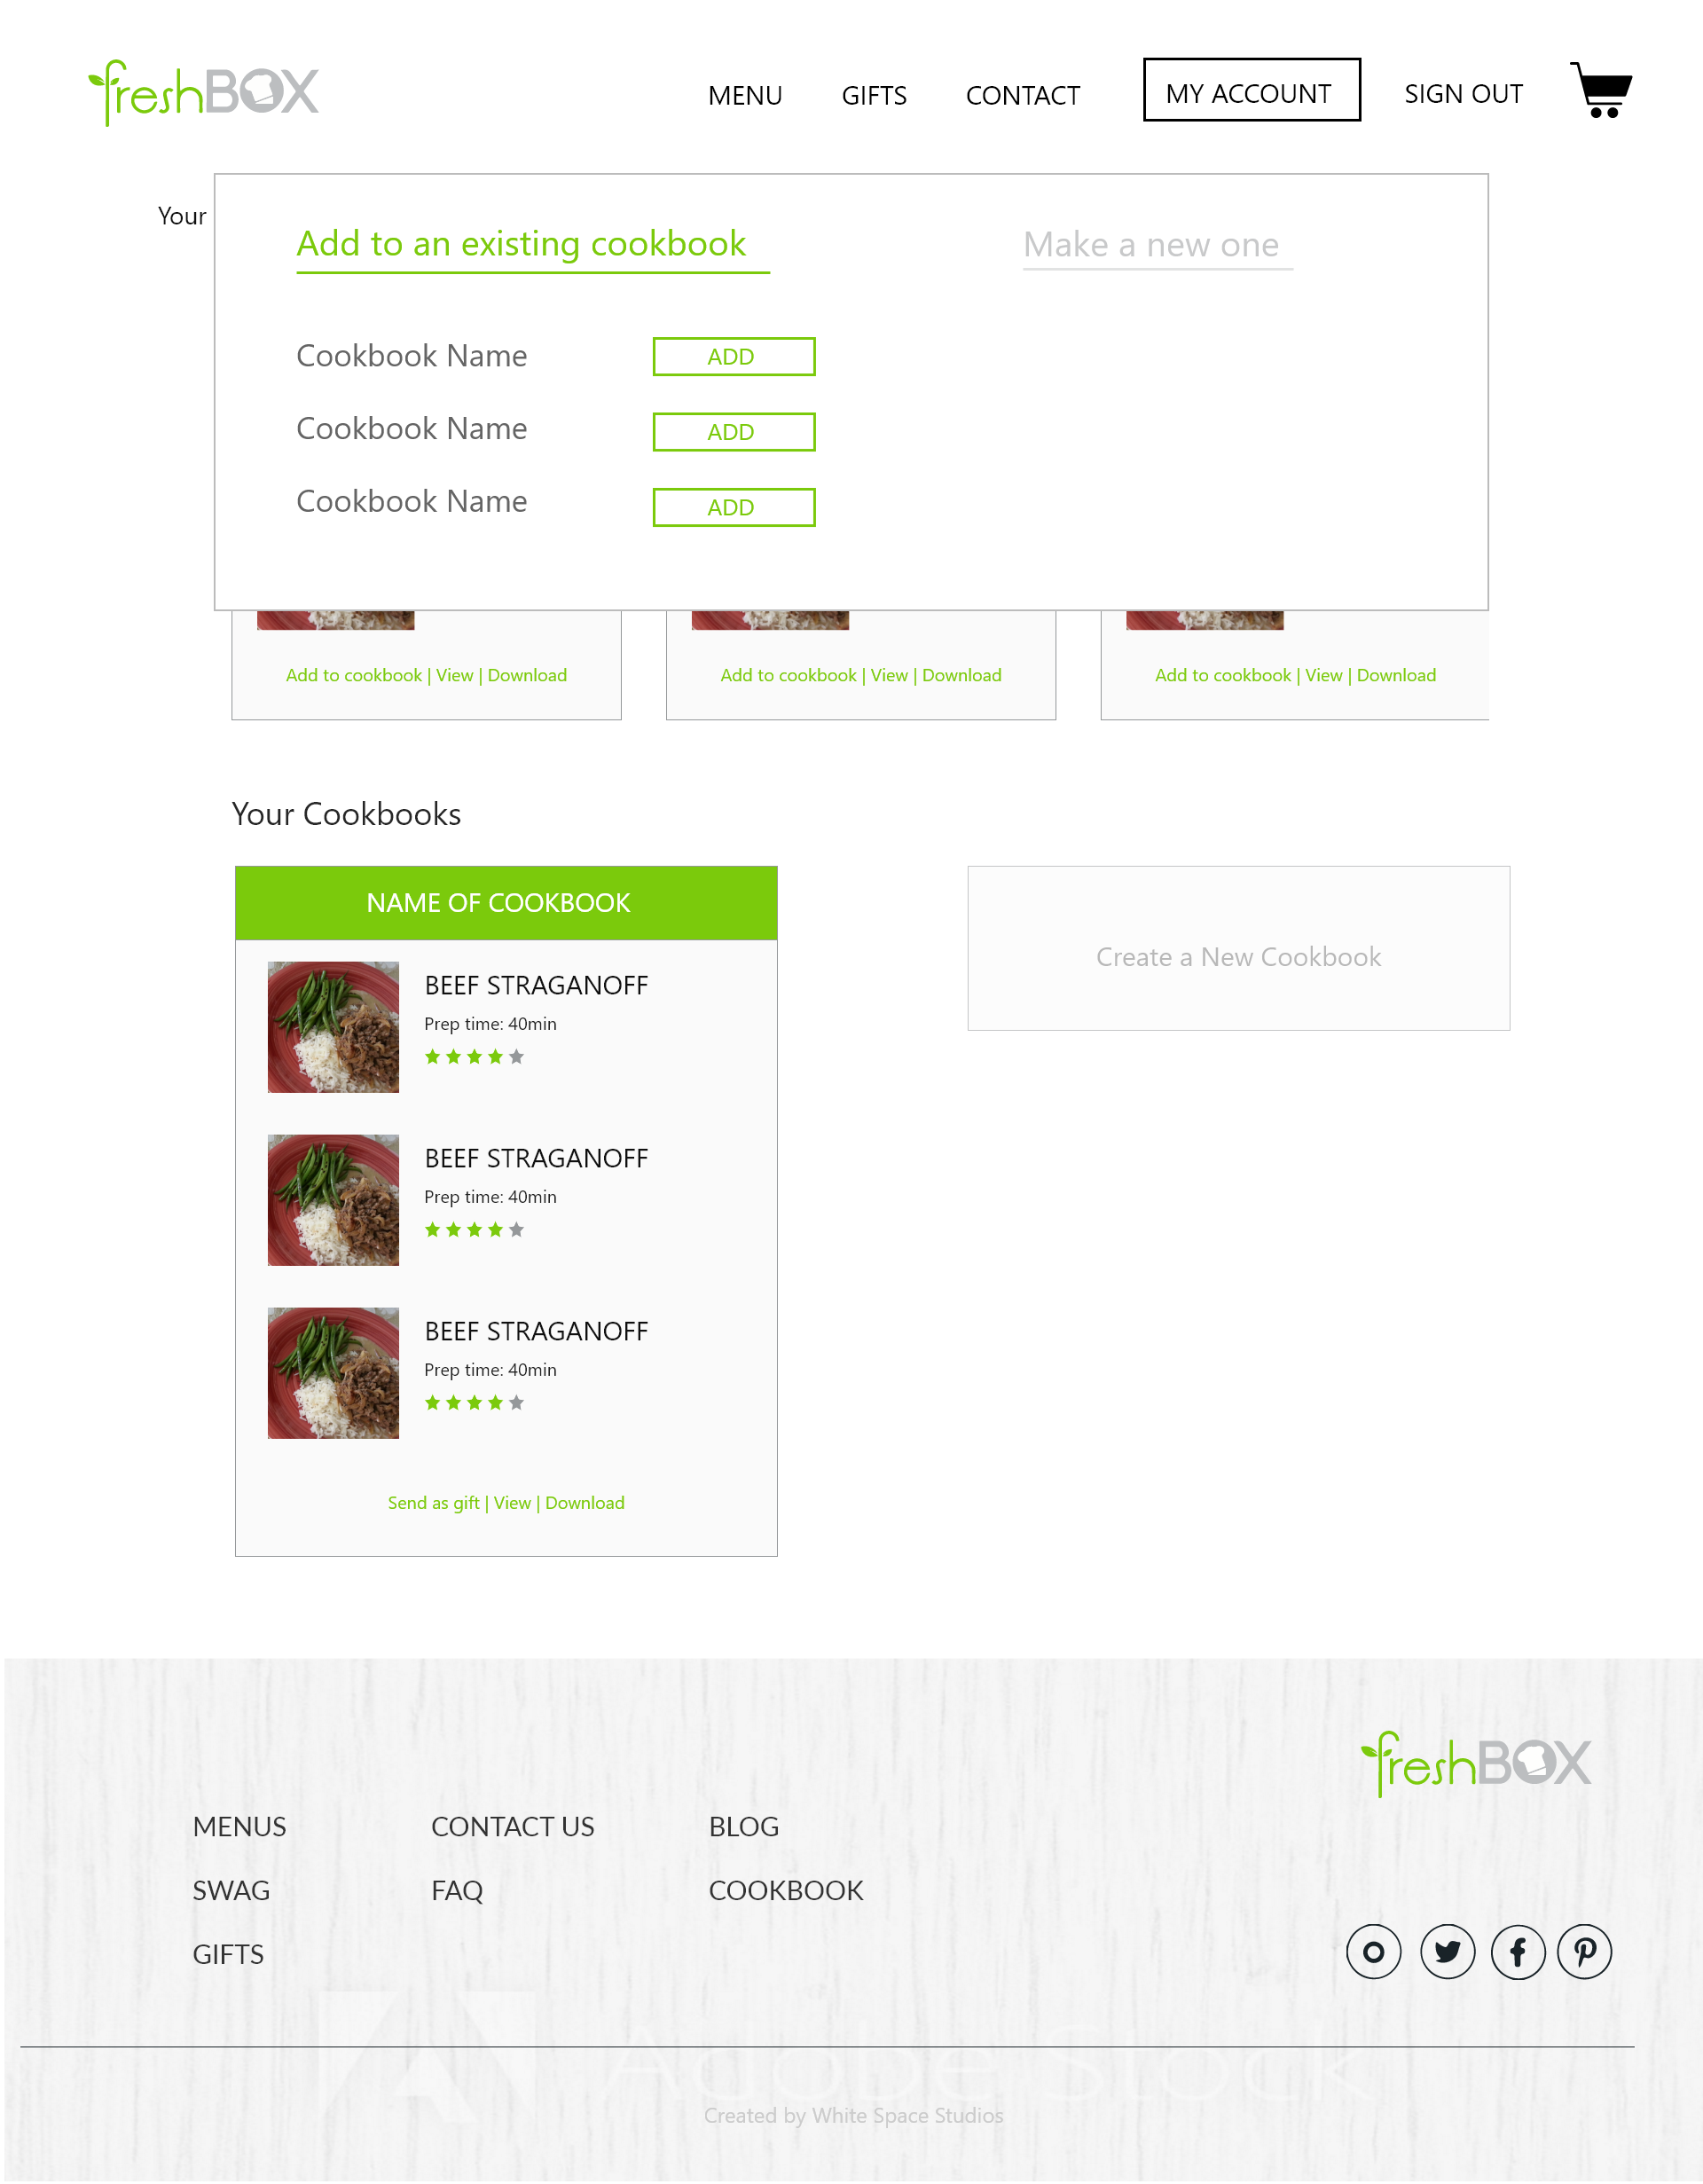 freshBOX
MENU
GIFTS
CONTACT
MY ACCOUNT
SIGN OUT
Your
Add to an existing cookbook
Make a new one
Cookbook Name
ADD
Cookbook Name
ADD
Cookbook Name
ADD
Add to cookbook | View | Download
Add to cookbook | View | Download
Add to cookbook | View | Download
Your Cookbooks
NAME OF COOKBOOK
Create a New Cookbook
BEEF STRAGANOFF
Prep time: 40min
BEEF STRAGANOFF
Prep time: 40min
BEEF STRAGANOFF
Prep time: 40min
Send as gift | View | Download
freshBOX
MENUS
CONTACT US
BLOG
SWAG
FAQ
COOKBOOK
GIFTS
Adobe Stock
Created by White Space Studios